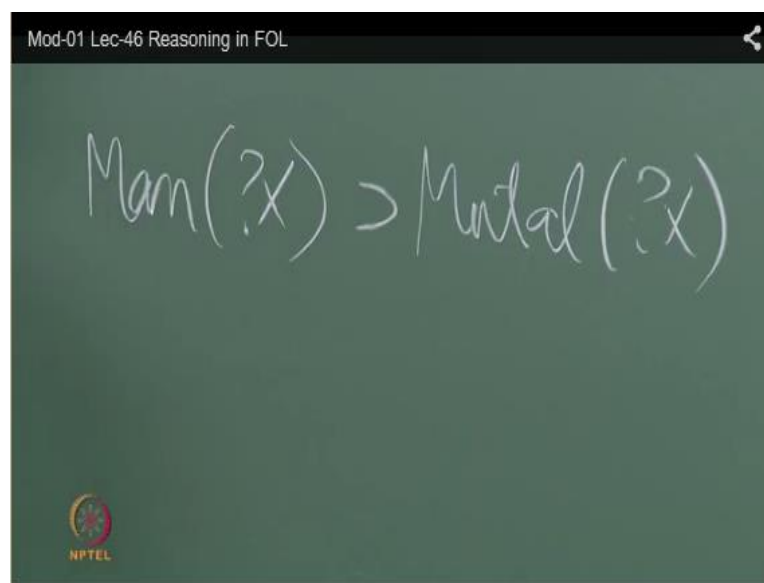 Mod-01 Lec-46 Reasoning in FOL
Man(?X) ⊃ Mortal(?X)
NPTEL